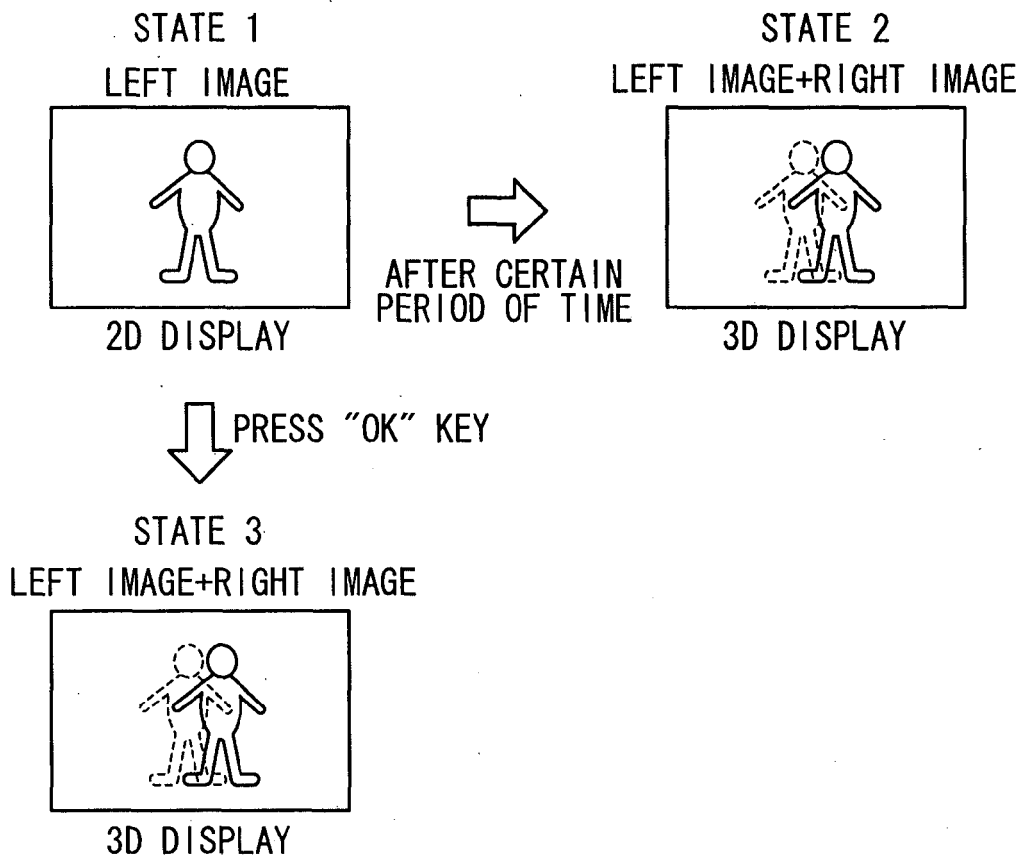 STATE 1
LEFT IMAGE
2D DISPLAY
AFTER CERTAIN
PERIOD OF TIME
STATE 2
LEFT IMAGE+RIGHT IMAGE
3D DISPLAY
PRESS "OK" KEY
STATE 3
LEFT IMAGE+RIGHT IMAGE
3D DISPLAY